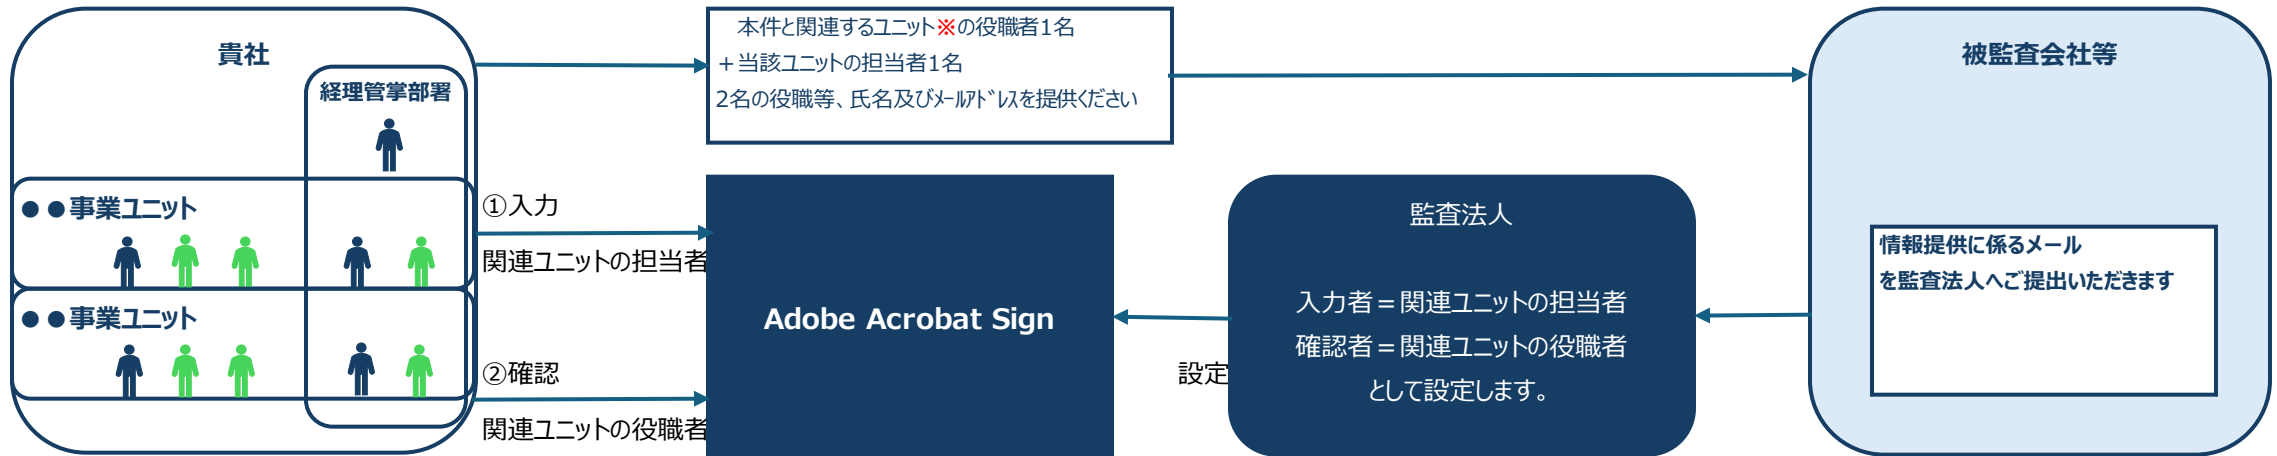 貴社
経理管掌部署
●●事業ユニット
●●事業ユニット
本件と関連するユニット※の役職者1名
＋当該ユニットの担当者1名
2名の役職等、氏名及びﾒｰﾙｱﾄﾞﾚｽを提供ください
①入力
関連ユニットの担当者
②確認
関連ユニットの役職者
Adobe Acrobat Sign
設定
監査法人
入力者＝関連ユニットの担当者
確認者＝関連ユニットの役職者
として設定します。
被監査会社等
情報提供に係るメール
を監査法人へご提出いただきます